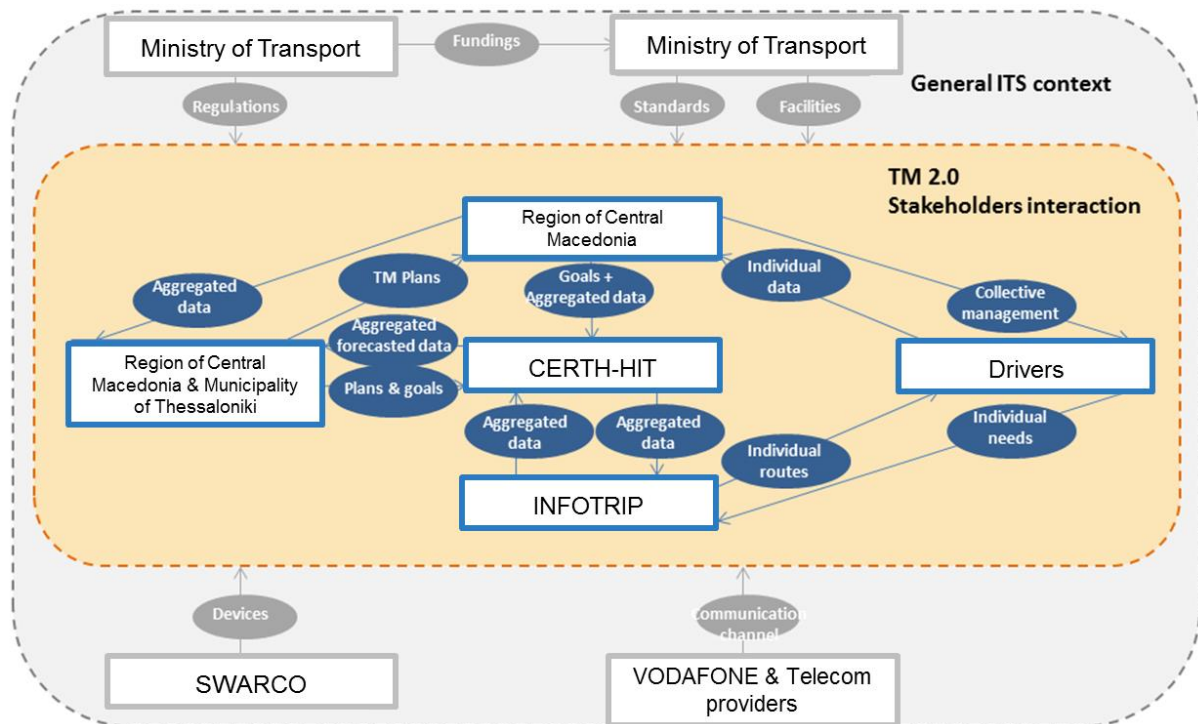 Ministry of Transport
Fundings
Ministry of Transport
General ITS context
Regulations
Standards
Facilities
TM 2.0
Stakeholders interaction
Region of Central
Macedonia
Aggregated
data
TM Plans
Goals +
Aggregated data
Individual
data
Collective
management
Aggregated
forecasted data
Region of Central
Macedonia & Municipality
of Thessaloniki
Plans & goals
CERTH-HIT
Drivers
Aggregated
data
Aggregated
data
Individual
routes
Individual
needs
INFOTRIP
Devices
Communication
channel
SWARCO
VODAFONE & Telecom
providers